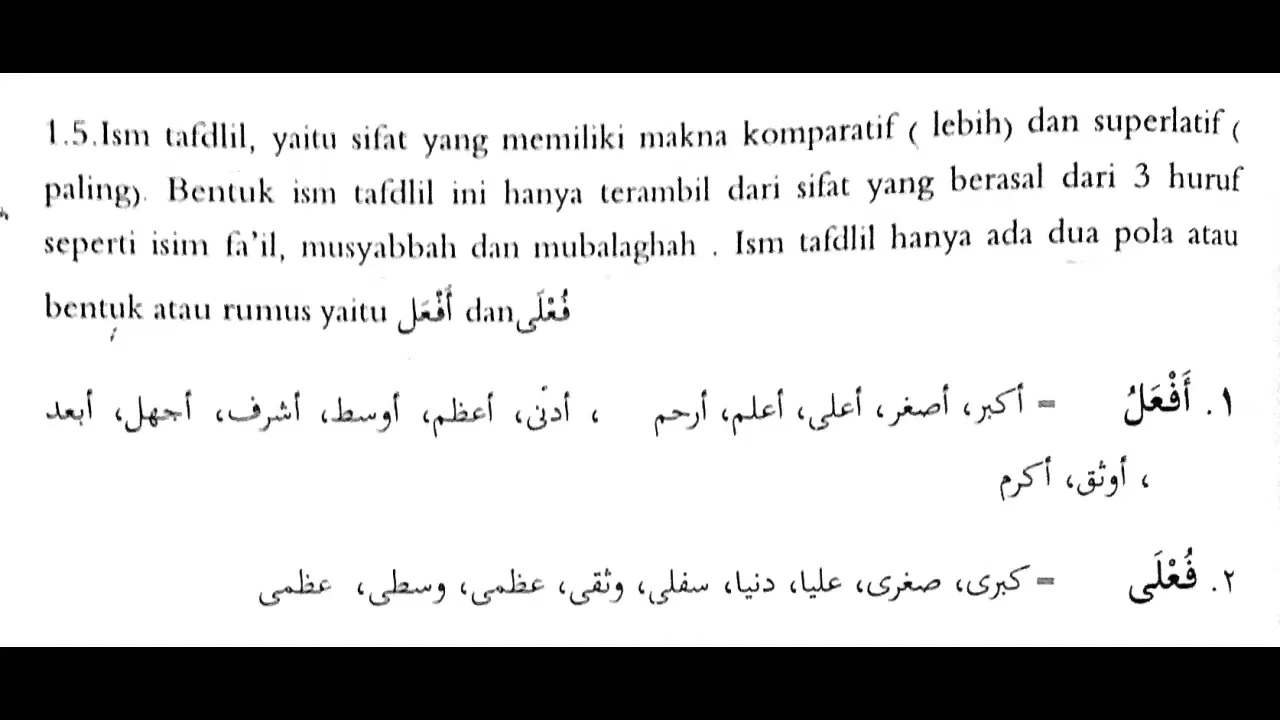 1.5.Ism tafdlil, yaitu sifat yang memiliki makna komparatif ( lebih) dan superlatif (
paling). Bentuk ism tafdlil ini hanya terambil dari sifat yang berasal dari 3 huruf
seperti isim fa’il, musyabbah dan mubalaghah . Ism tafdlil hanya ada dua pola atau
bentuk atau rumus yaitu أَفْعَل dan فُعْلَى
١. أَفْعَلُ = أكبر، أصغر، أعلى، أعلم، أرحم ، أدنى، أعظم، أوسط، أشرف، أجهل، أبعد
، أوثق، أكرم
٢. فُعْلَى = كبرى، صغرى، عليا، دنيا، سفلى، وثقى، عظمى، وسطى، عظمى